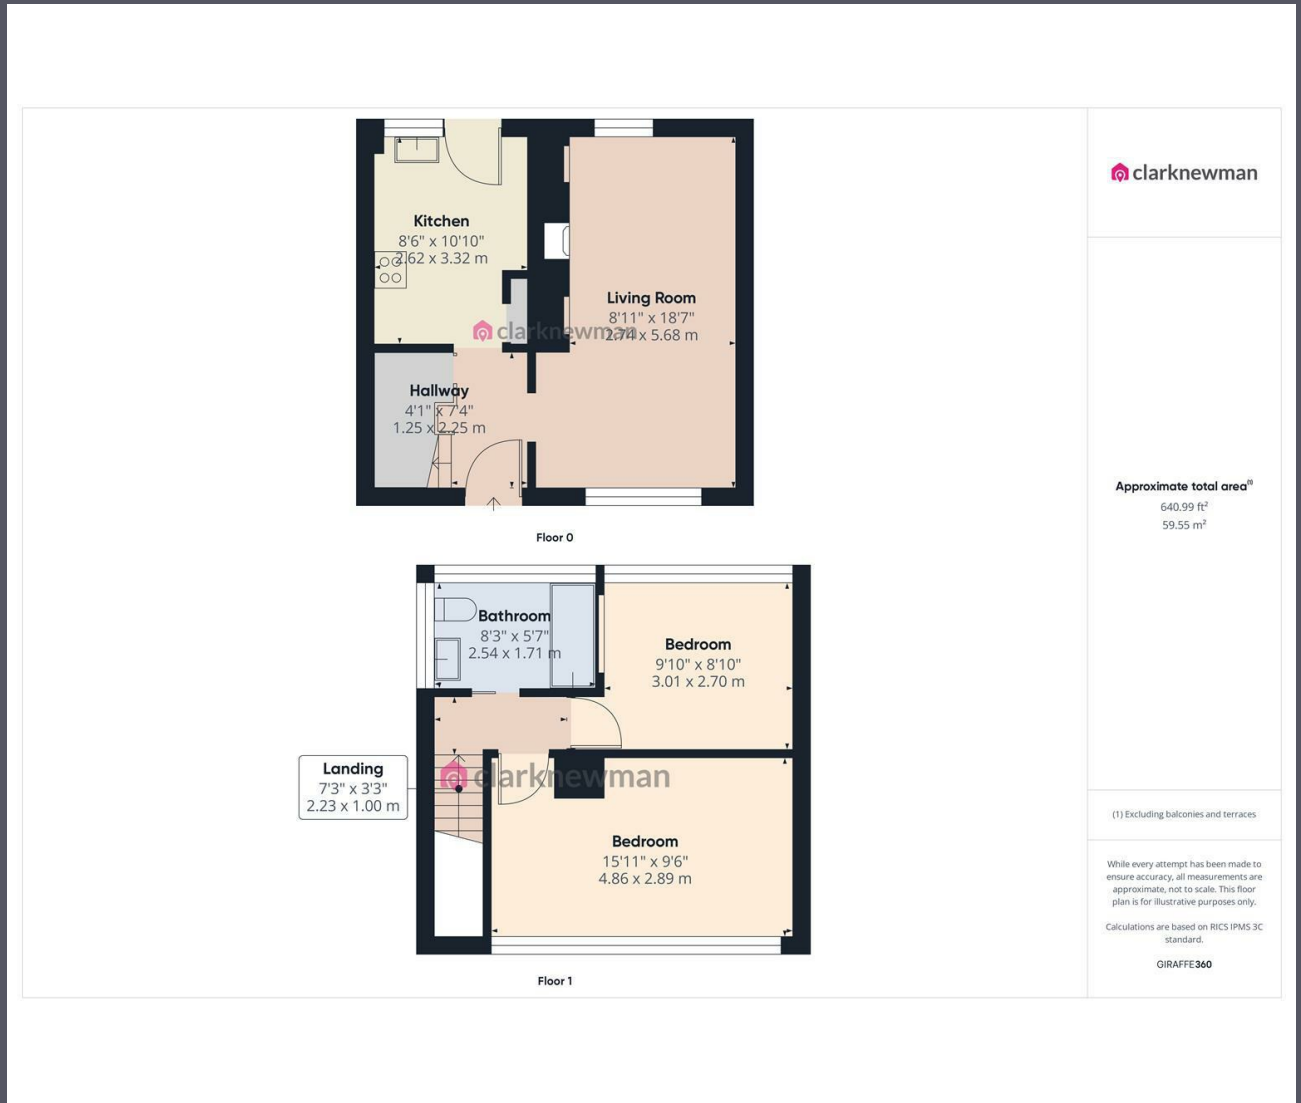 Kitchen
8'6" x 10'10"
2.62 x 3.32 m
Living Room
8'11" x 18'7"
2.74 x 5.68 m
clarknewman
Hallway
4'1" x 7'4"
1.25 x 2.25 m
Floor 0
Bathroom
8'3" x 5'7"
2.54 x 1.71 m
Bedroom
9'10" x 8'10"
3.01 x 2.70 m
Landing
7'3" x 3'3"
2.23 x 1.00 m
clarknewman
Bedroom
15'11" x 9'6"
4.86 x 2.89 m
Floor 1
clarknewman
Approximate total area(1)
640.99 ft²
59.55 m²
(1) Excluding balconies and terraces
While every attempt has been made to
ensure accuracy, all measurements are
approximate, not to scale. This floor
plan is for illustrative purposes only.
Calculations are based on RICS IPMS 3C
standard.
GIRAFFE360